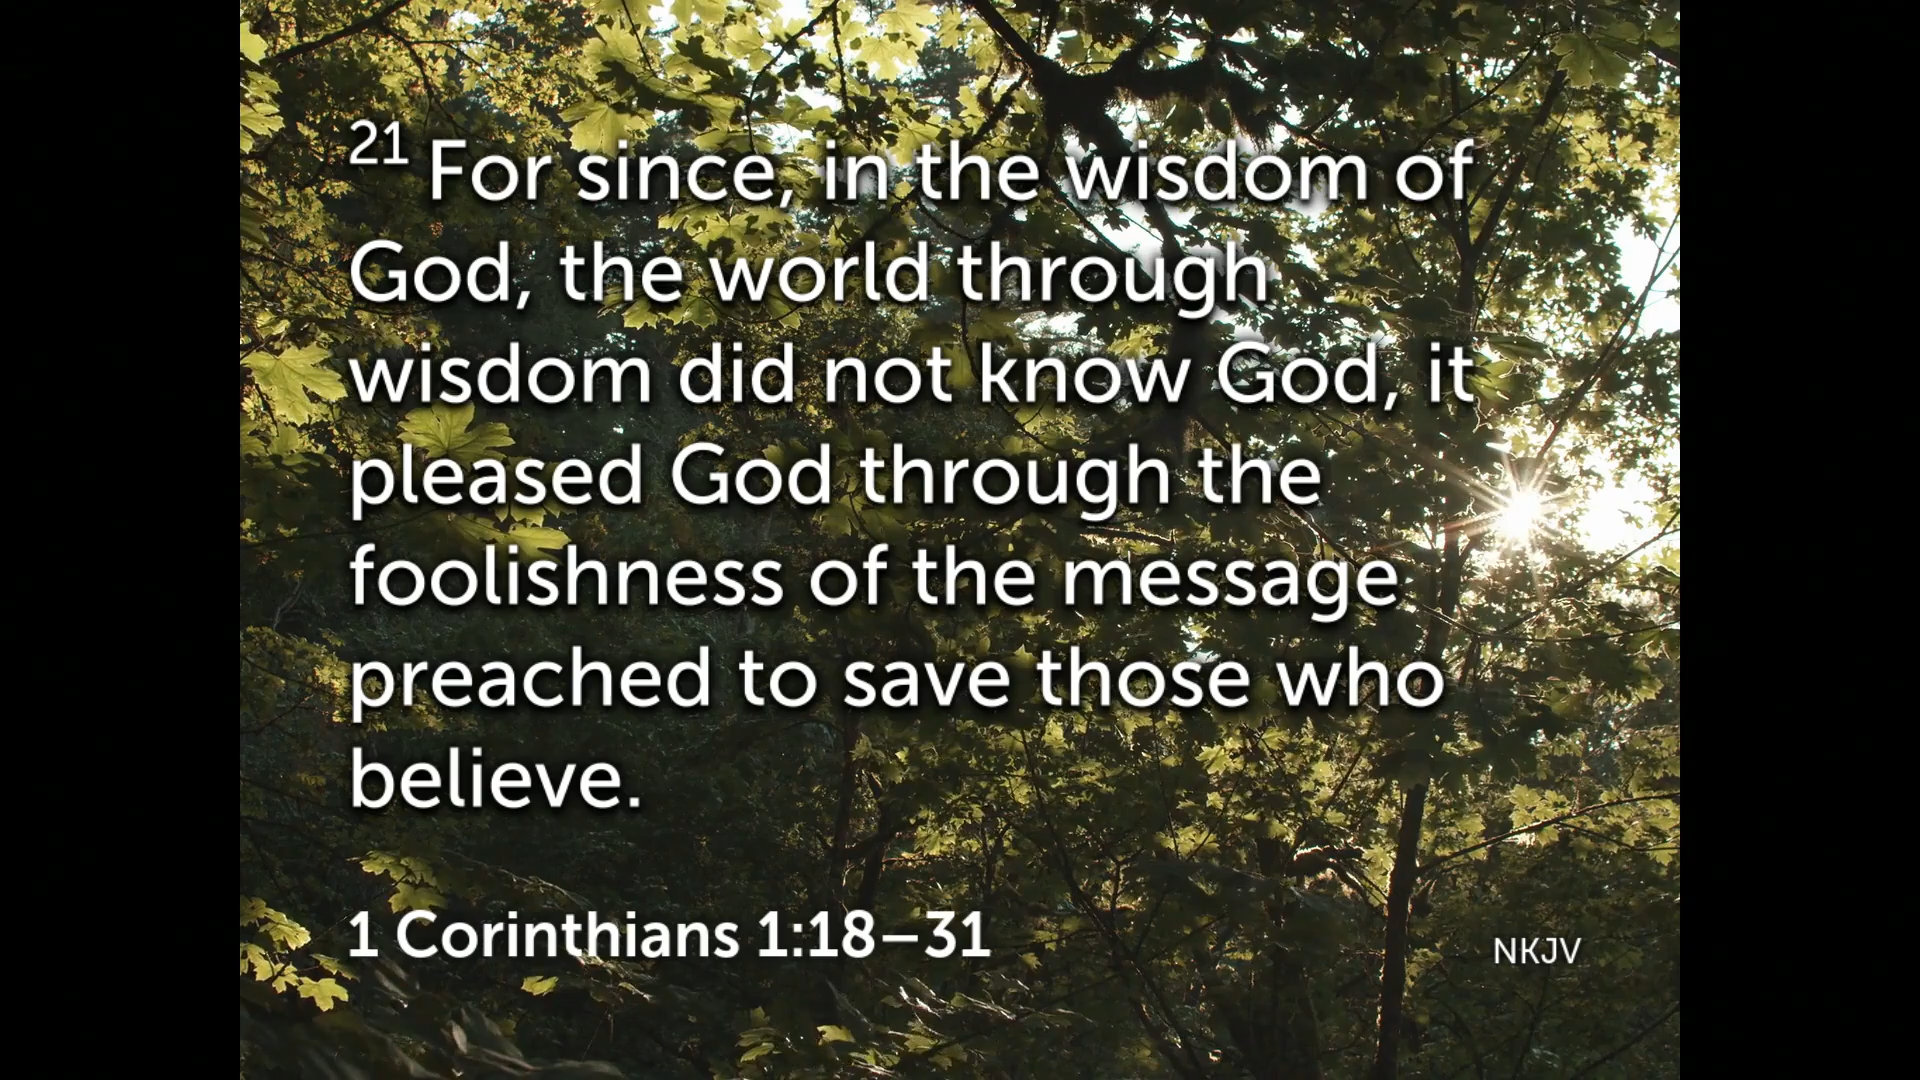 21 For since, in the wisdom of
God, the world through
wisdom did not know God, it
pleased God through the
foolishness of the message
preached to save those who
believe.
1 Corinthians 1:18–31
NKJV